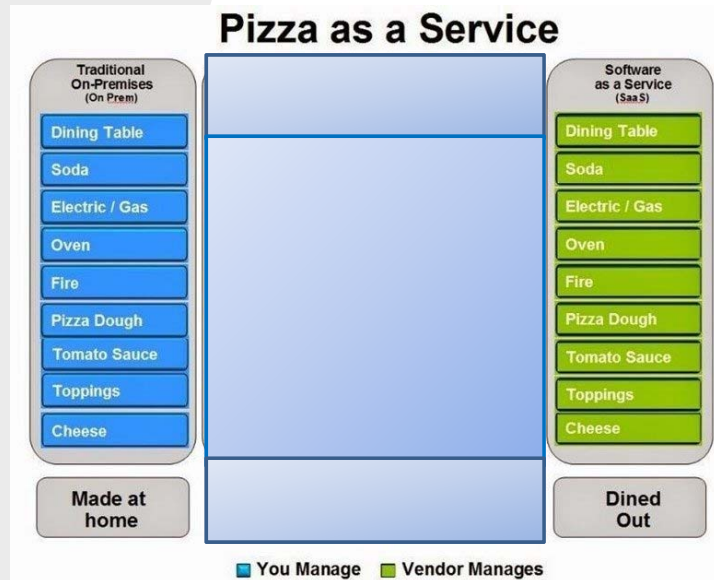 Pizza as a Service
Traditional
On-Premises
(On Prem)
Dining Table
Soda
Electric / Gas
Oven
Fire
Pizza Dough
Tomato Sauce
Toppings
Cheese
Made at
home
Software
as a Service
(SaaS)
Dining Table
Soda
Electric / Gas
Oven
Fire
Pizza Dough
Tomato Sauce
Toppings
Cheese
Dined
Out
You Manage
Vendor Manages